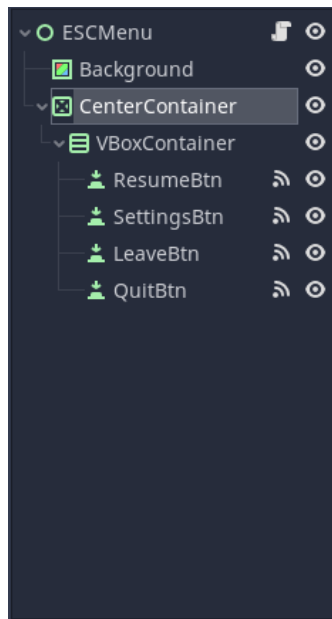 ESCMenu
Background
CenterContainer
VBoxContainer
ResumeBtn
SettingsBtn
LeaveBtn
QuitBtn